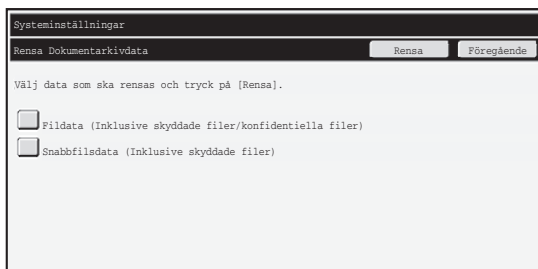 Systeminställningar
Rensa Dokumentarkivdata Rensa Föregående
Välj data som ska rensas och tryck på [Rensa].
Fildata (Inklusive skyddade filer/konfidentiella filer)
Snabbfilsdata (Inklusive skyddade filer)